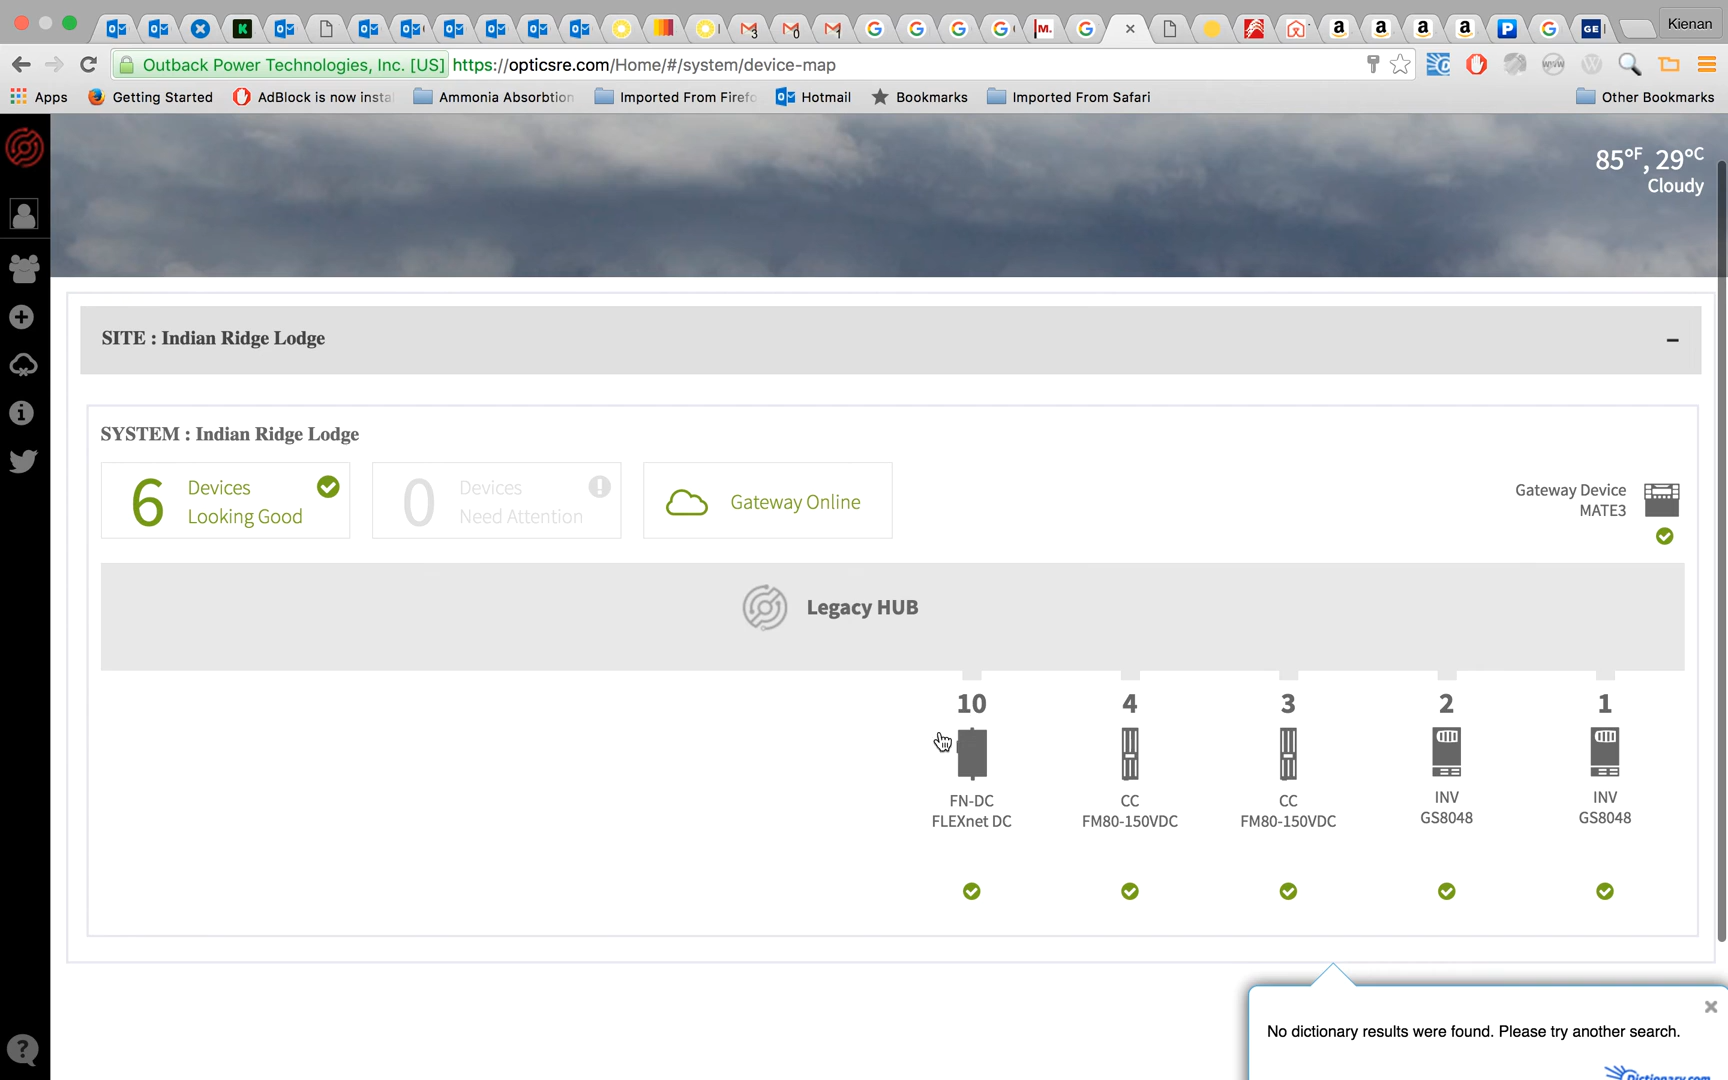 Kienan
Outback Power Technologies, Inc. [US] https://opticsre.com/Home/#/system/device-map
Apps Getting Started AdBlock is now insta Ammonia Absorbtion Imported From Firefo Hotmail Bookmarks Imported From Safari Other Bookmarks
85°F, 29°C
Cloudy
SITE : Indian Ridge Lodge
SYSTEM : Indian Ridge Lodge
6 Devices Looking Good
0 Devices Need Attention
Gateway Online
Gateway Device
MATE3
Legacy HUB
10 4 3 2 1
FN-DC CC CC INV INV
FLEXnet DC FM80-150VDC FM80-150VDC GS8048 GS8048
No dictionary results were found. Please try another search.
Dictionary.com